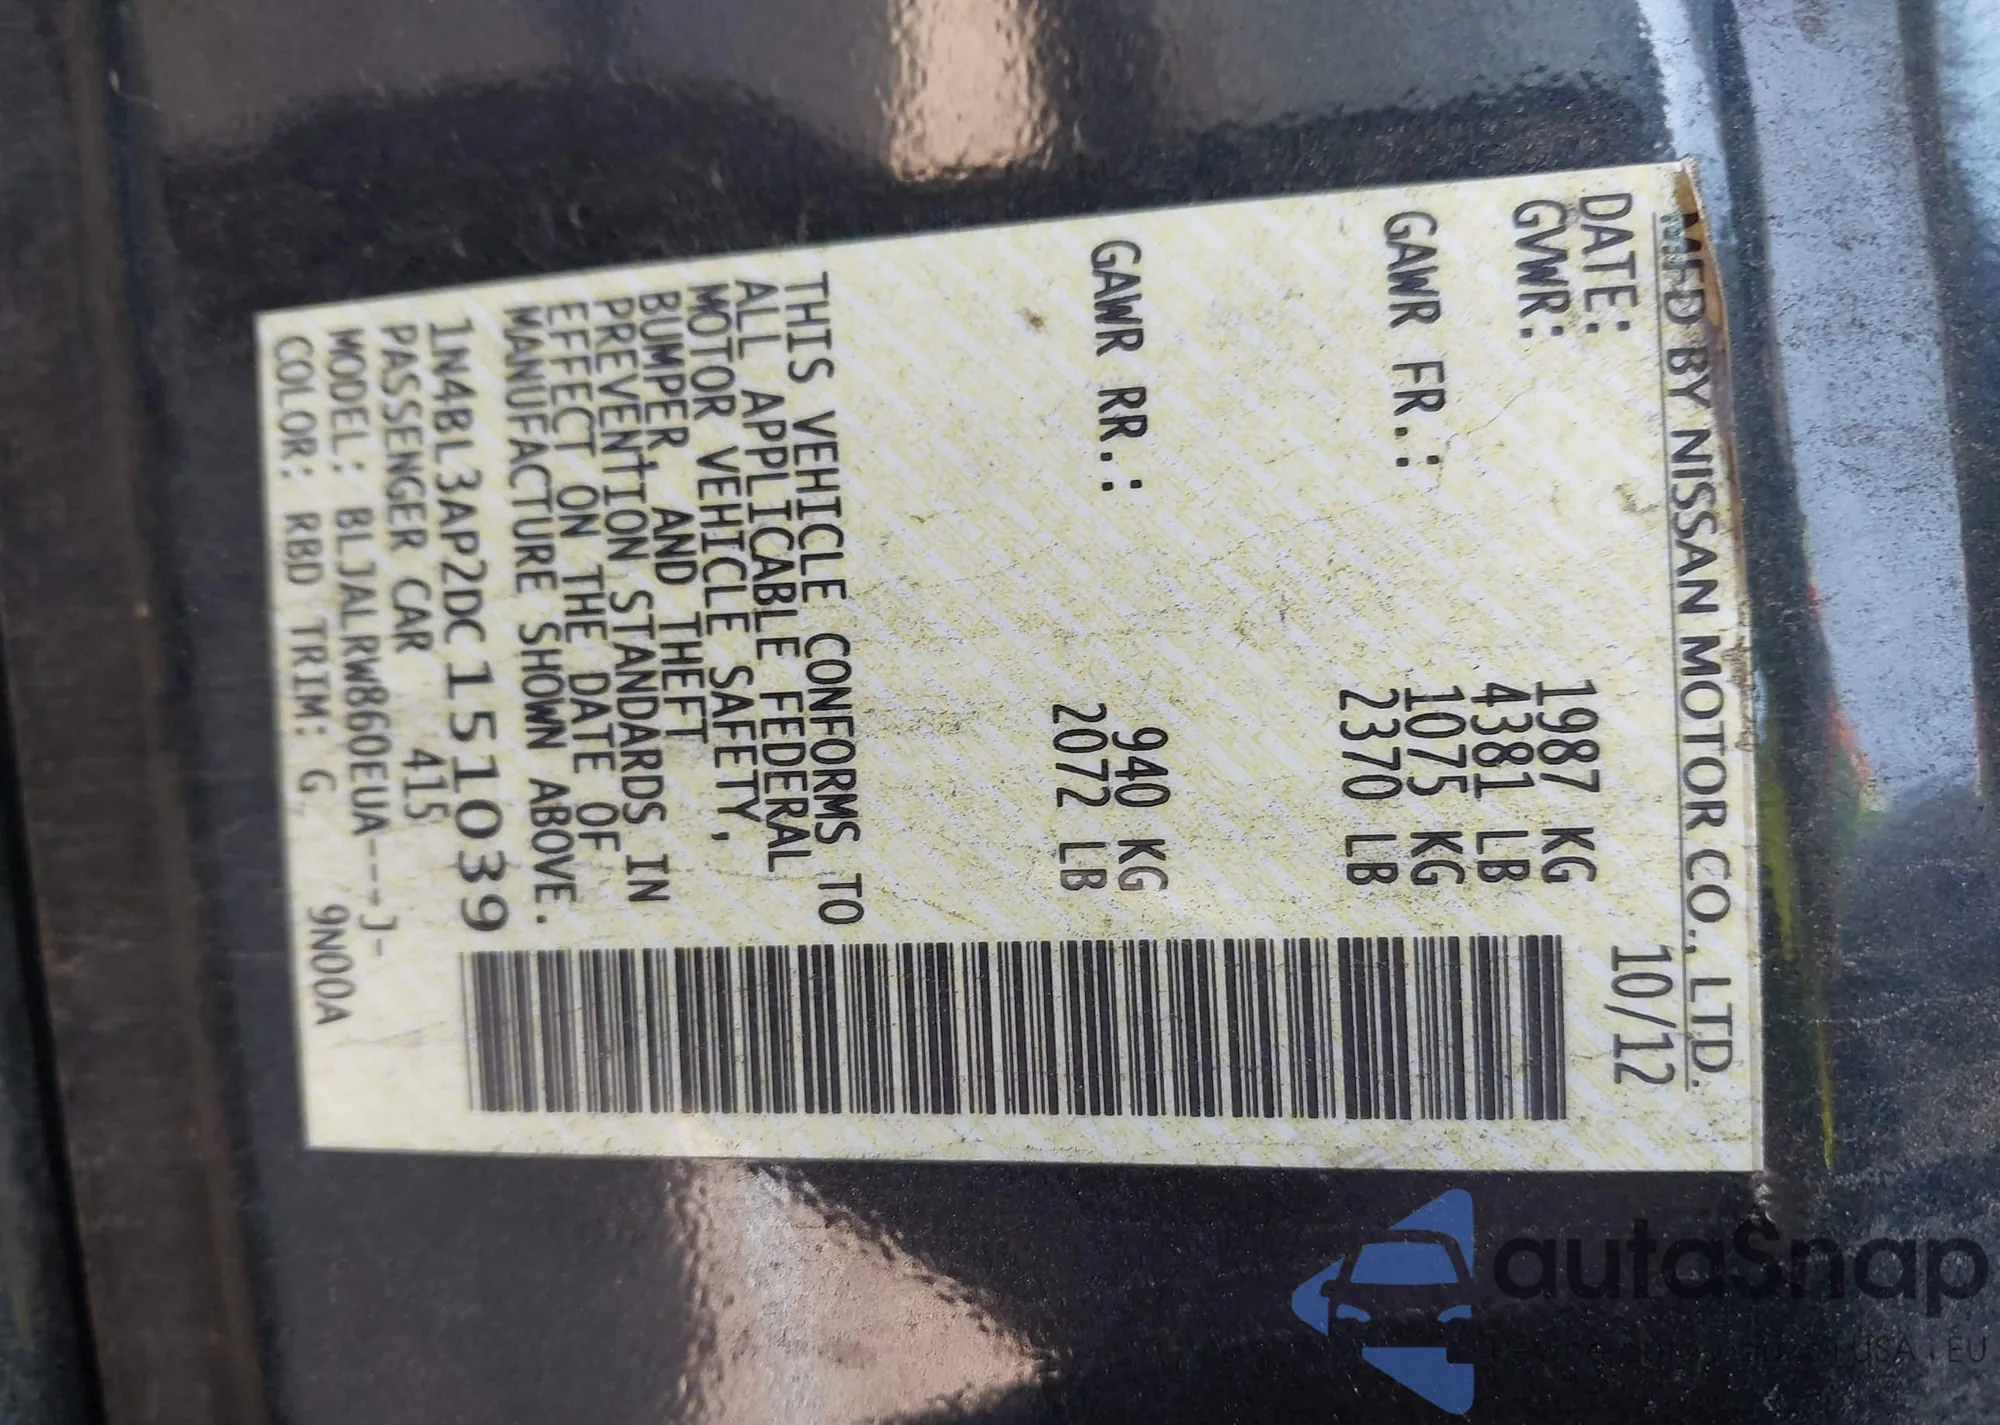 MFD BY NISSAN MOTOR CO., LTD.
DATE: 10/12
GVWR: 1987 KG
4381 LB
GAWR FR.: 1075 KG
2370 LB
GAWR RR.: 940 KG
2072 LB
THIS VEHICLE CONFORMS TO
ALL APPLICABLE FEDERAL
MOTOR VEHICLE SAFETY,
BUMPER, AND THEFT
PREVENTION STANDARDS IN
EFFECT ON THE DATE OF
MANUFACTURE SHOWN ABOVE.
1N4BL3AP2DC151039
PASSENGER CAR 415
MODEL: BLJALRW860EUA---J-
COLOR: RBD TRIM: G 9N00A
autasnap
USA i EU